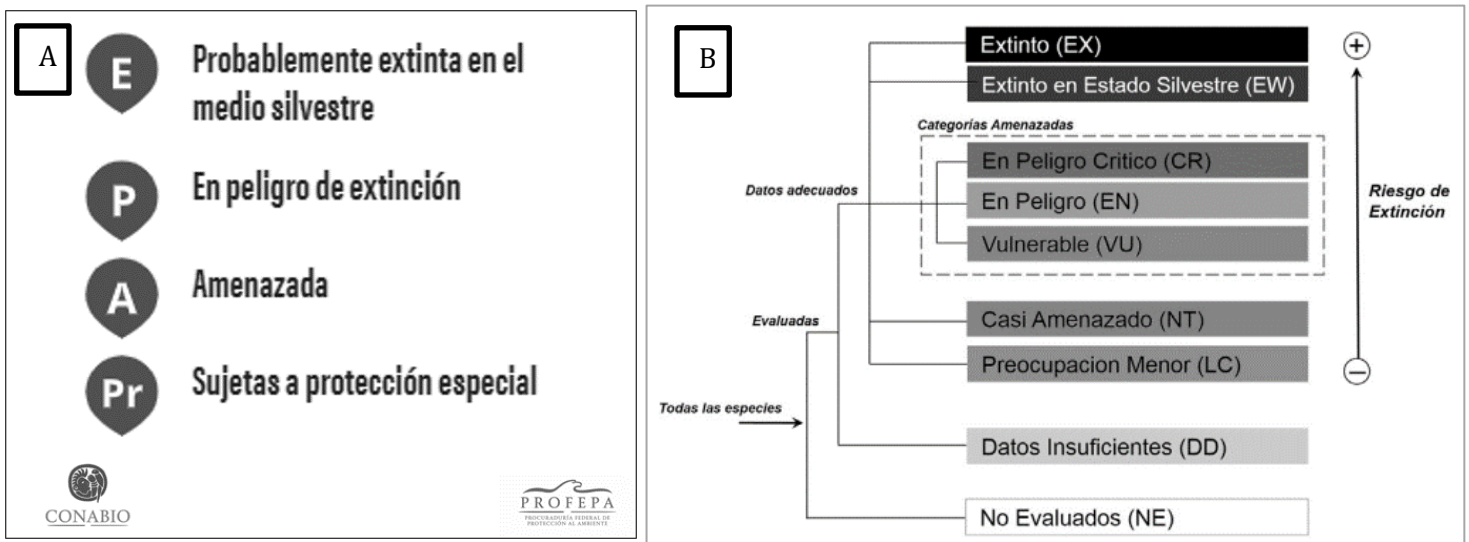 A
E
Probablemente extinta en el
medio silvestre
P
En peligro de extinción
A
Amenazada
Pr
Sujetas a protección especial
CONABIO
PROFEPA
PROCURADURÍA FEDERAL DE
PROTECCIÓN AL AMBIENTE
B
Extinto (EX)
Extinto en Estado Silvestre (EW)
Categorías Amenazadas
En Peligro Critico (CR)
Datos adecuados
En Peligro (EN)
Vulnerable (VU)
Riesgo de
Extinción
Evaluadas
Casi Amenazado (NT)
Preocupacion Menor (LC)
Todas las especies
Datos Insuficientes (DD)
No Evaluados (NE)
+
−